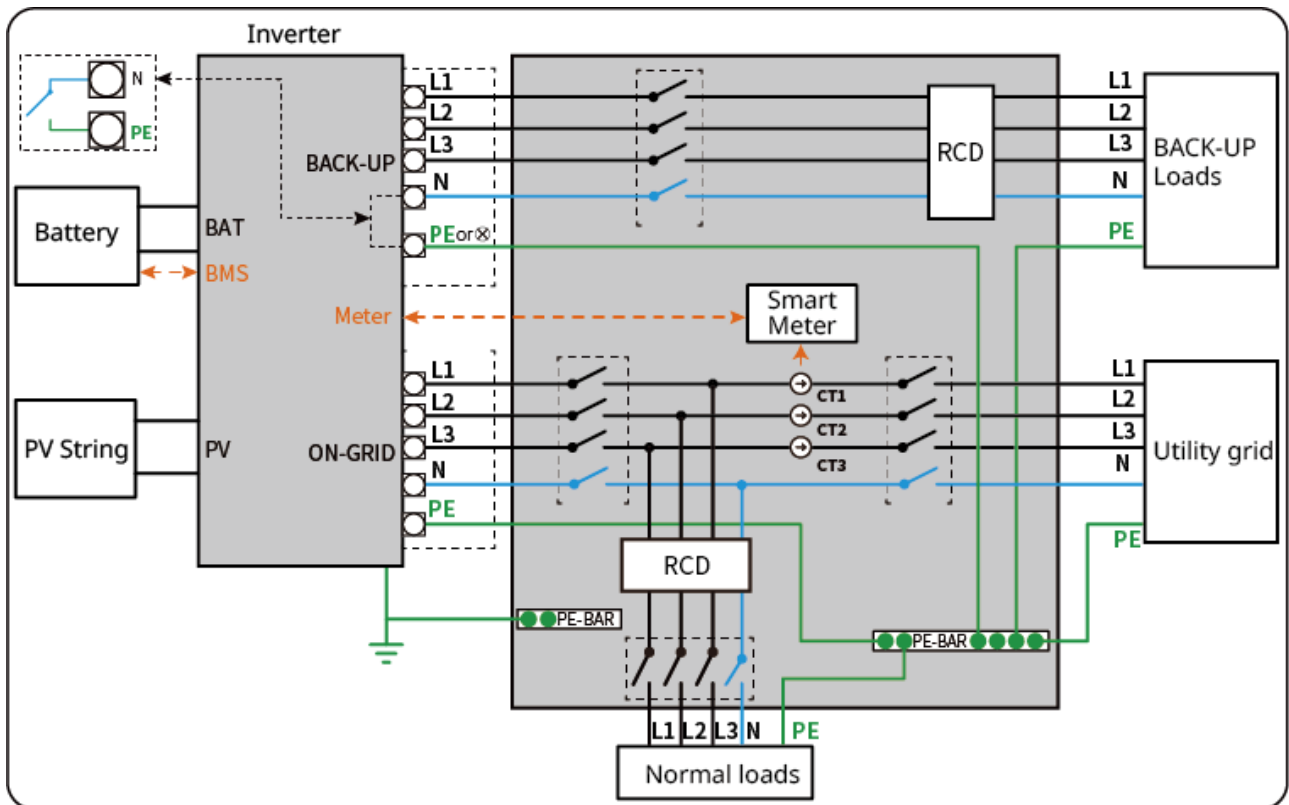 Inverter
N
PE
L1
L2
L3
BACK-UP
N
PEor⊗
RCD
L1
L2
L3
N
PE
BACK-UP
Loads
Battery
BAT
BMS
Meter
Smart
Meter
PV String
PV
L1
L2
L3
ON-GRID
N
PE
CT1
CT2
CT3
L1
L2
L3
N
PE
Utility grid
RCD
PE-BAR
PE-BAR
L1 L2 L3 N PE
Normal loads